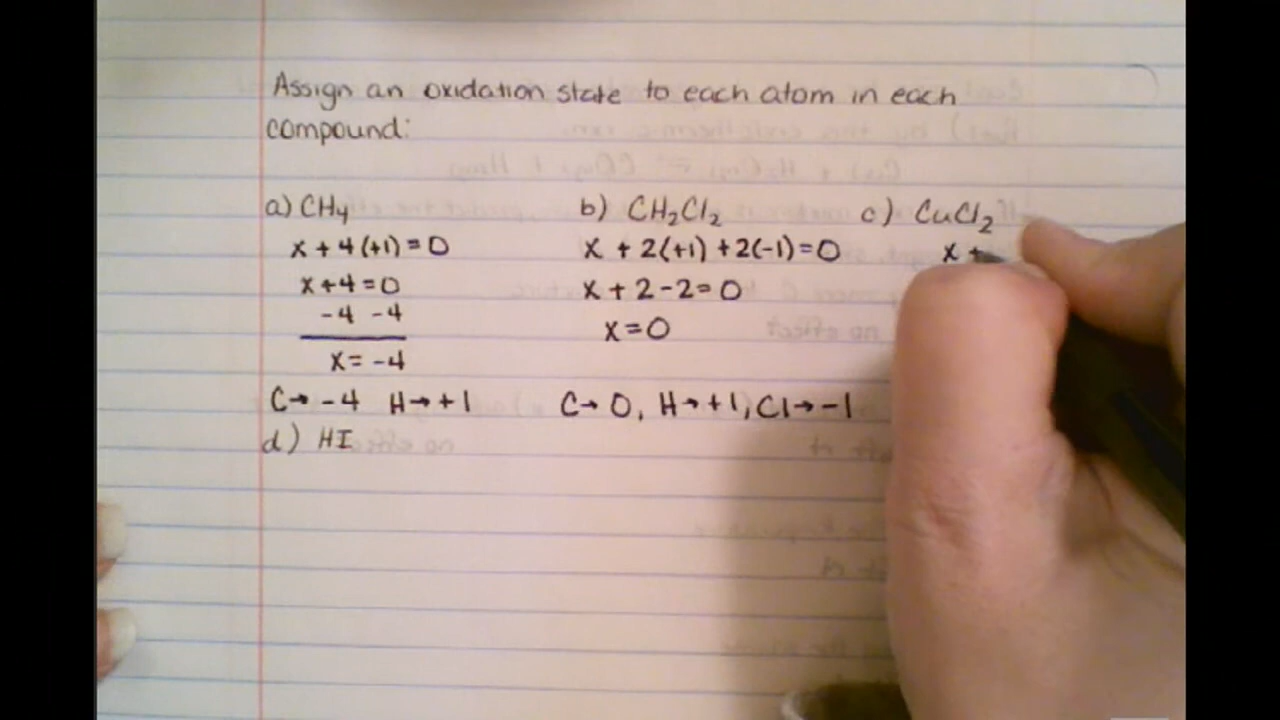 Assign an oxidation state to each atom in each
compound:
a) CH₄ b) CH₂Cl₂ c) CuCl₂
x + 4(+1) = 0 x + 2(+1) + 2(-1) = 0 x +
x + 4 = 0 x + 2 - 2 = 0
-4 -4 x = 0
x = -4
C → -4 H → +1 C → 0, H → +1, Cl → -1
d) HI